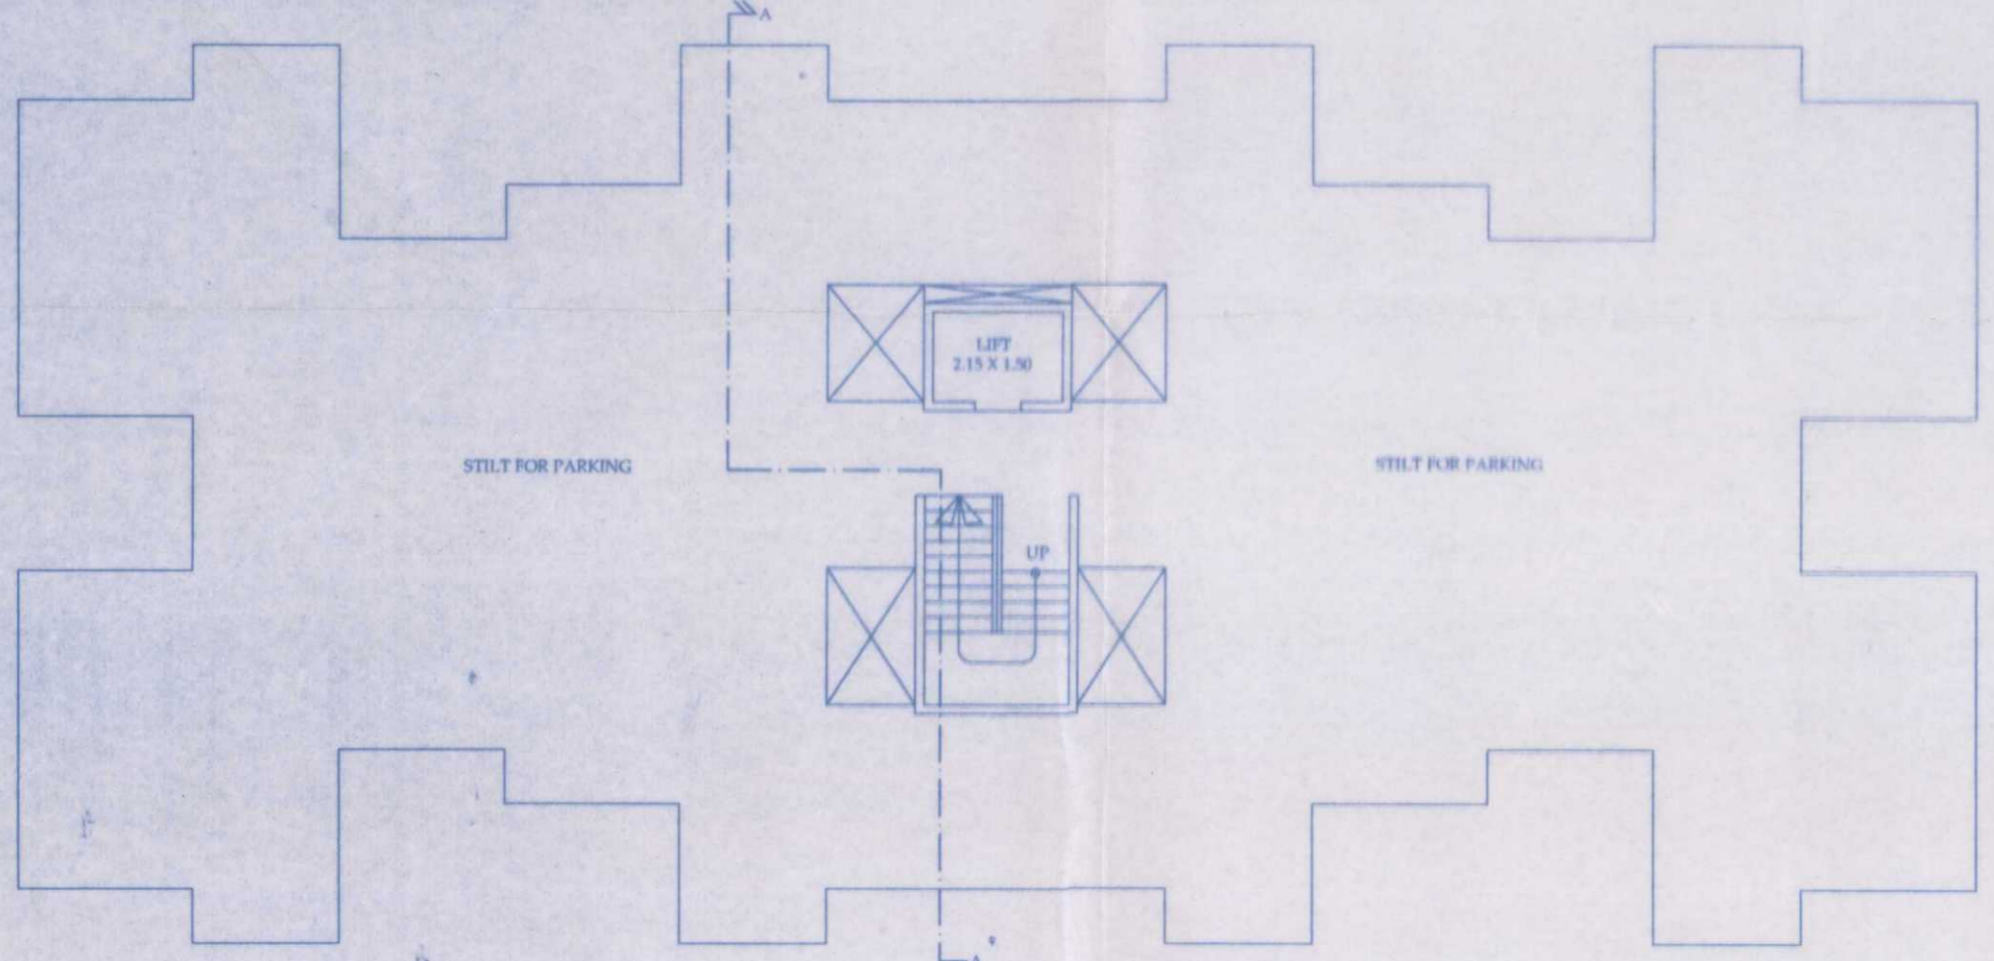 A
LIFT
2.15 X 1.50
STILT FOR PARKING
STILT FOR PARKING
UP
A